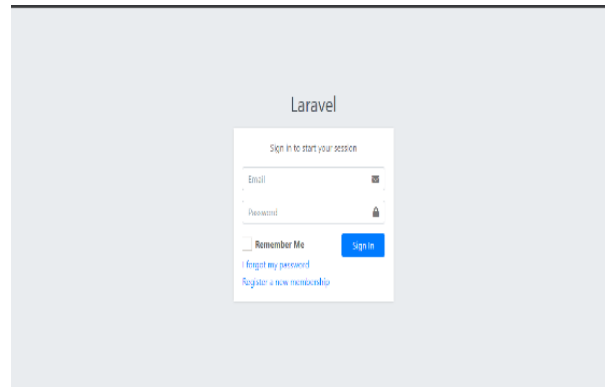 Laravel
Sign in to start your session
Email
Password
Remember Me
Sign In
I forgot my password
Register a new membership